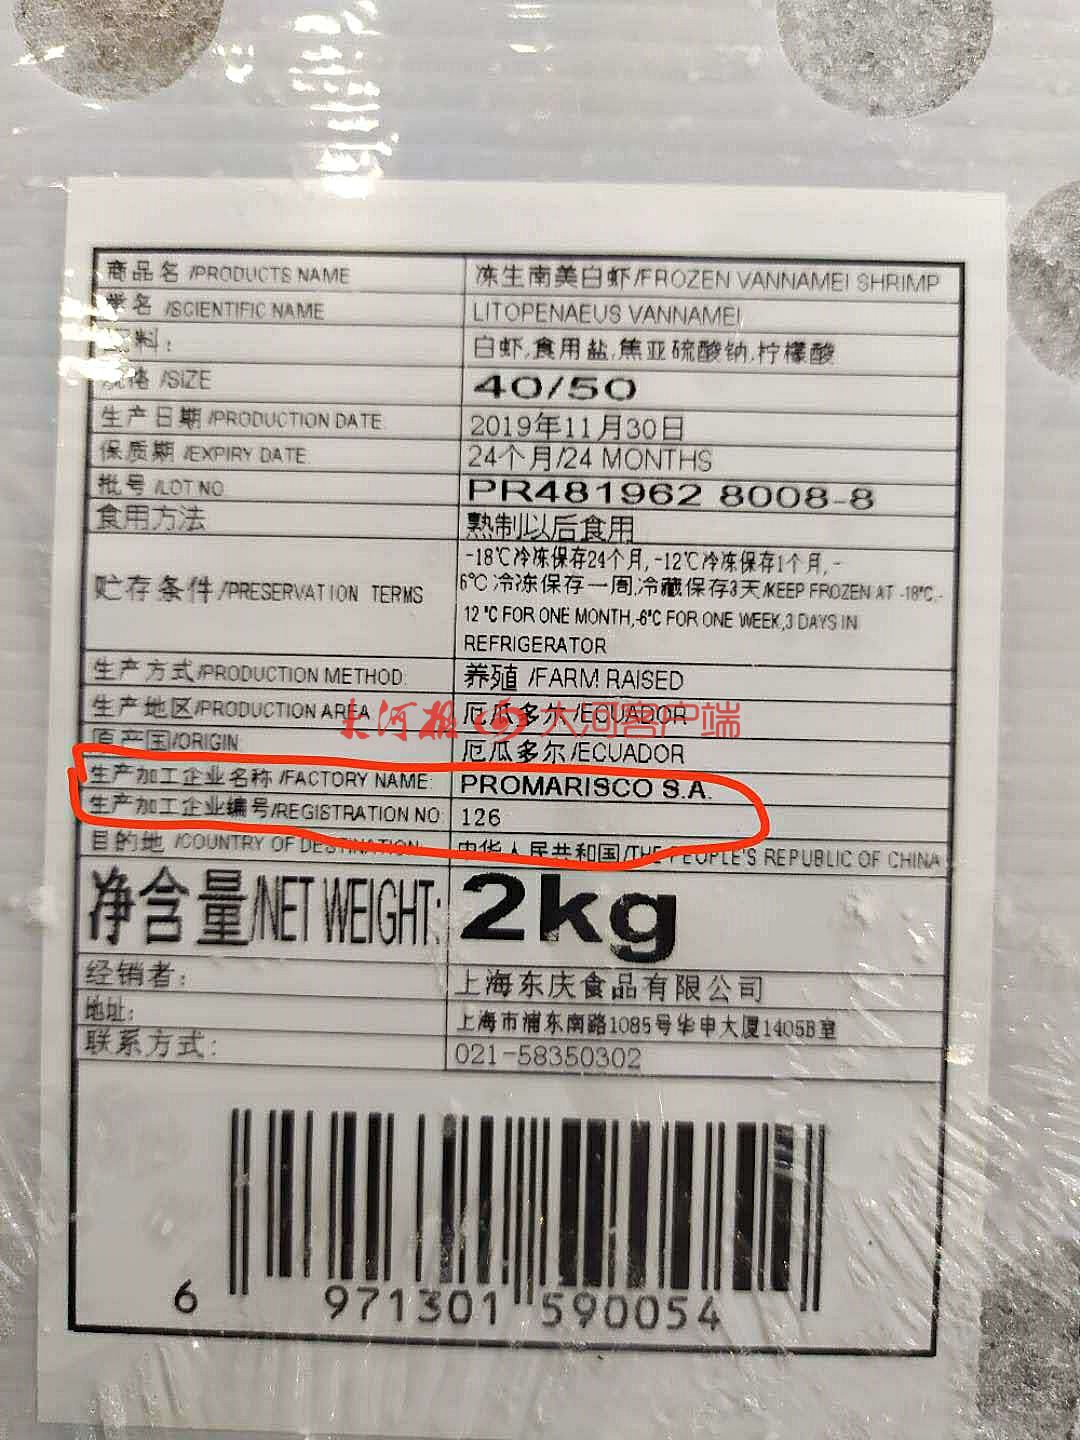 商品名 /PRODUCTS NAME 冻生南美白虾/FROZEN VANNAMEI SHRIMP
学名 /SCIENTIFIC NAME LITOPENAEUS VANNAMEI
料: 白虾,食用盐,焦亚硫酸钠,柠檬酸
规格 /SIZE 40/50
生产日期/PRODUCTION DATE 2019年11月30日
保质期 /EXPIRY DATE 24个月/24 MONTHS
批号 /LOT NO PR481962 8008-8
食用方法 熟制以后食用
贮存条件/PRESERVATION TERMS -18℃冷冻保存24个月,-12℃冷冻保存1个月,-
6℃冷冻保存一周,冷藏保存3天/KEEP FROZEN AT -18℃,-
12 ℃ FOR ONE MONTH,-6℃ FOR ONE WEEK,3 DAYS IN
REFRIGERATOR
生产方式/PRODUCTION METHOD: 养殖 /FARM RAISED
生产地区/PRODUCTION AREA 厄瓜多尔/ECUADOR
大河报 大河客户端
原产国/ORIGIN 厄瓜多尔/ECUADOR
生产加工企业名称 /FACTORY NAME: PROMARISCO S.A.
生产加工企业编号/REGISTRATION NO: 126
目的地 /COUNTRY OF DESTINATION: 中华人民共和国/THE PEOPLE'S REPUBLIC OF CHINA
净含量/NET WEIGHT: 2kg
经销者: 上海东庆食品有限公司
地址: 上海市浦东南路1085号华申大厦1405B室
联系方式: 021-58350302
6 971301 590054